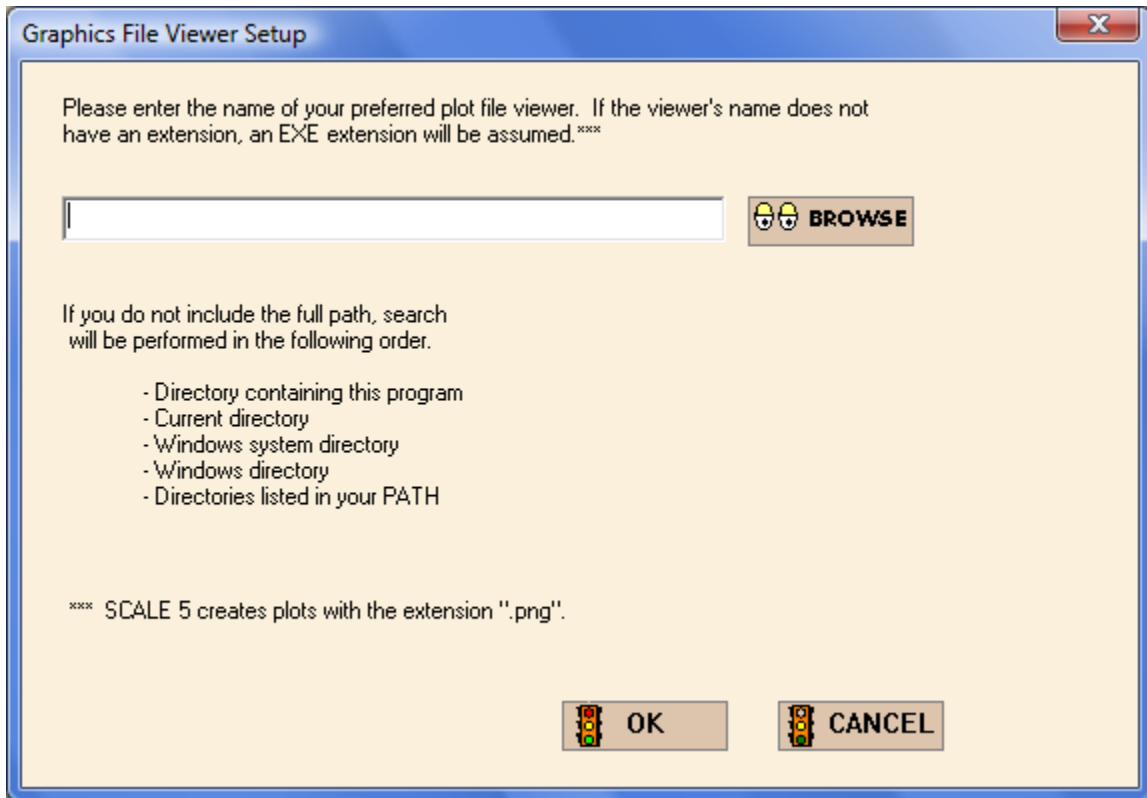 Graphics File Viewer Setup
Please enter the name of your preferred plot file viewer.  If the viewer's name does not
have an extension, an EXE extension will be assumed.***
BROWSE
If you do not include the full path, search
will be performed in the following order.
- Directory containing this program
- Current directory
- Windows system directory
- Windows directory
- Directories listed in your PATH
***  SCALE 5 creates plots with the extension ".png".
OK
CANCEL